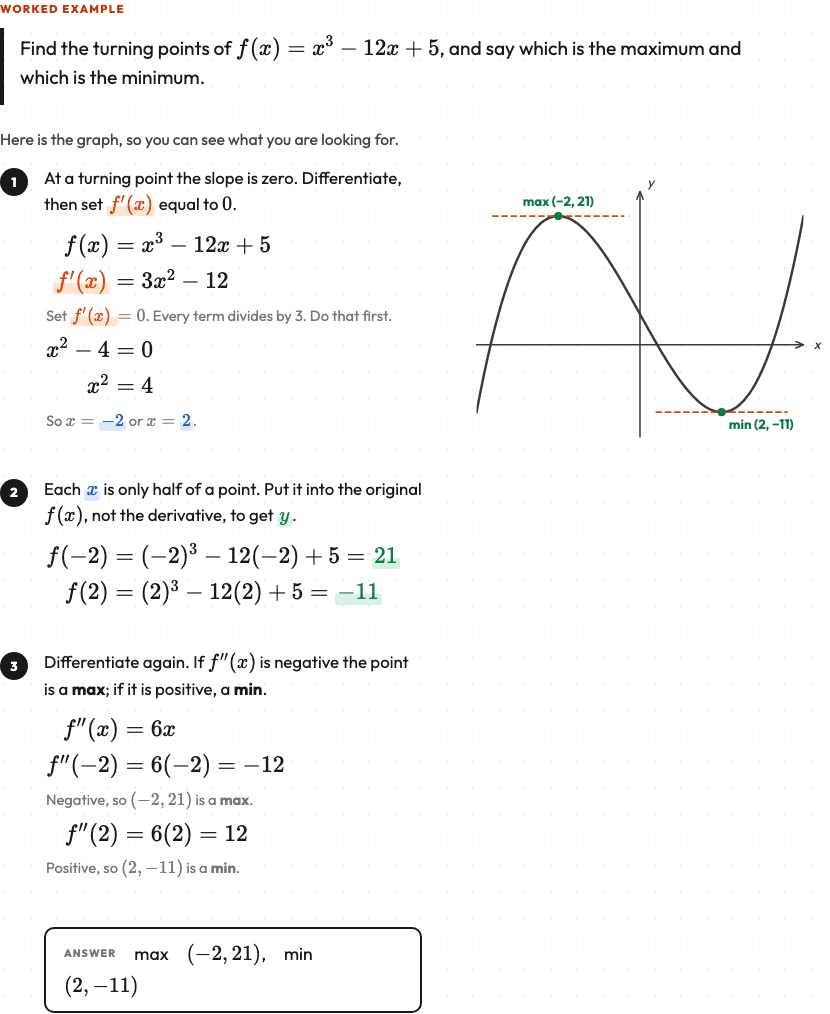 WORKED EXAMPLE
Find the turning points of f(x) = x³ − 12x + 5, and say which is the maximum and
which is the minimum.
Here is the graph, so you can see what you are looking for.
1 At a turning point the slope is zero. Differentiate,
then set f′(x) equal to 0.
f(x) = x³ − 12x + 5
f′(x) = 3x² − 12
Set f′(x) = 0. Every term divides by 3. Do that first.
x² − 4 = 0
x² = 4
So x = −2 or x = 2.
y
max (−2, 21)
x
min (2, −11)
2 Each x is only half of a point. Put it into the original
f(x), not the derivative, to get y.
f(−2) = (−2)³ − 12(−2) + 5 = 21
f(2) = (2)³ − 12(2) + 5 = −11
3 Differentiate again. If f″(x) is negative the point
is a max; if it is positive, a min.
f″(x) = 6x
f″(−2) = 6(−2) = −12
Negative, so (−2, 21) is a max.
f″(2) = 6(2) = 12
Positive, so (2, −11) is a min.
ANSWER max (−2, 21), min
(2, −11)